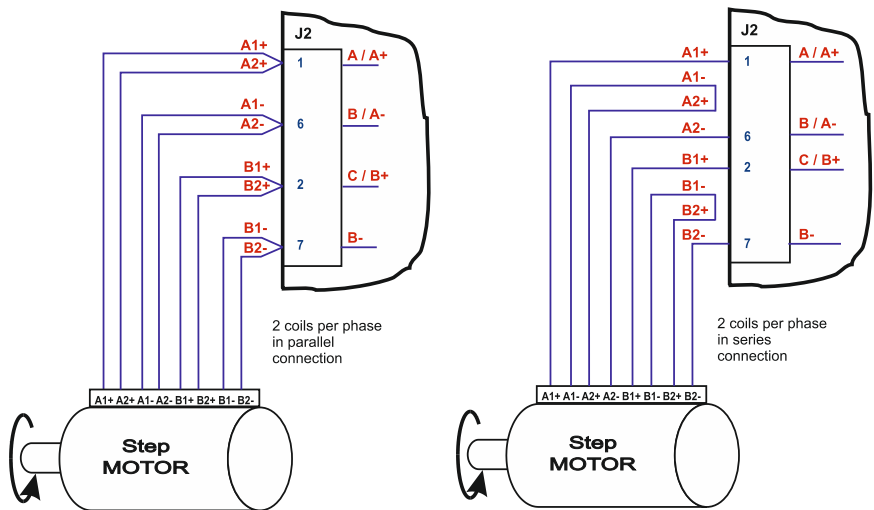 J2
A1+
A2+
1
A / A+
A1-
A2-
6
B / A-
B1+
B2+
2
C / B+
B1-
B2-
7
B-
2 coils per phase
in parallel
connection
A1+ A2+ A1- A2- B1+ B2+ B1- B2-
Step
MOTOR
J2
A1+
1
A / A+
A1-
A2+
A2-
6
B / A-
B1+
2
C / B+
B1-
B2+
B2-
7
B-
2 coils per phase
in series
connection
A1+ A1- A2+ A2- B1+ B1- B2+ B2-
Step
MOTOR